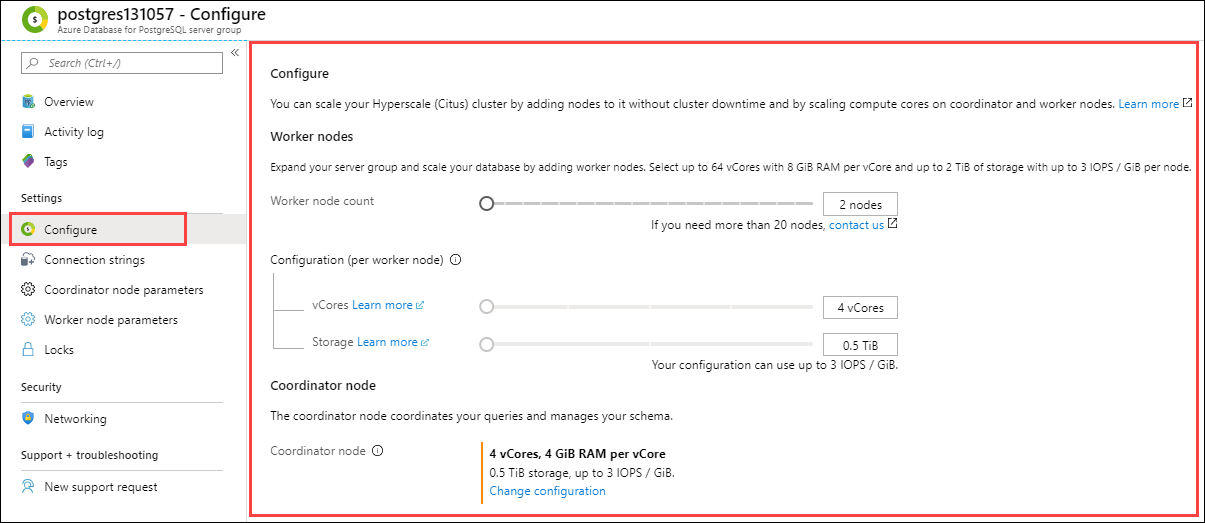 postgres131057 - Configure
Azure Database for PostgreSQL server group
Search (Ctrl+/)
Overview
Activity log
Tags
Settings
Configure
Connection strings
Coordinator node parameters
Worker node parameters
Locks
Security
Networking
Support + troubleshooting
New support request
Configure
You can scale your Hyperscale (Citus) cluster by adding nodes to it without cluster downtime and by scaling compute cores on coordinator and worker nodes. Learn more
Worker nodes
Expand your server group and scale your database by adding worker nodes. Select up to 64 vCores with 8 GiB RAM per vCore and up to 2 TiB of storage with up to 3 IOPS / GiB per node.
Worker node count 2 nodes
If you need more than 20 nodes, contact us
Configuration (per worker node)
vCores Learn more 4 vCores
Storage Learn more 0.5 TiB
Your configuration can use up to 3 IOPS / GiB.
Coordinator node
The coordinator node coordinates your queries and manages your schema.
Coordinator node 4 vCores, 4 GiB RAM per vCore
0.5 TiB storage, up to 3 IOPS / GiB.
Change configuration